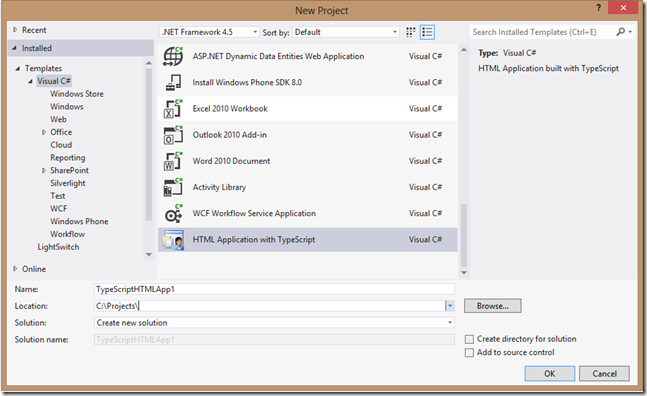 New Project
? ×
Recent
Installed
Templates
Visual C#
Windows Store
Windows
Web
Office
Cloud
Reporting
SharePoint
Silverlight
Test
WCF
Windows Phone
Workflow
LightSwitch
Online
.NET Framework 4.5 Sort by: Default
ASP.NET Dynamic Data Entities Web Application Visual C#
Install Windows Phone SDK 8.0 Visual C#
Excel 2010 Workbook Visual C#
Outlook 2010 Add-in Visual C#
Word 2010 Document Visual C#
Activity Library Visual C#
WCF Workflow Service Application Visual C#
HTML Application with TypeScript Visual C#
Search Installed Templates (Ctrl+E)
Type: Visual C#
HTML Application built with TypeScript
Name: TypeScriptHTMLApp1
Location: C:\Projects\
Browse...
Solution: Create new solution
Solution name: TypeScriptHTMLApp1
Create directory for solution
Add to source control
OK Cancel